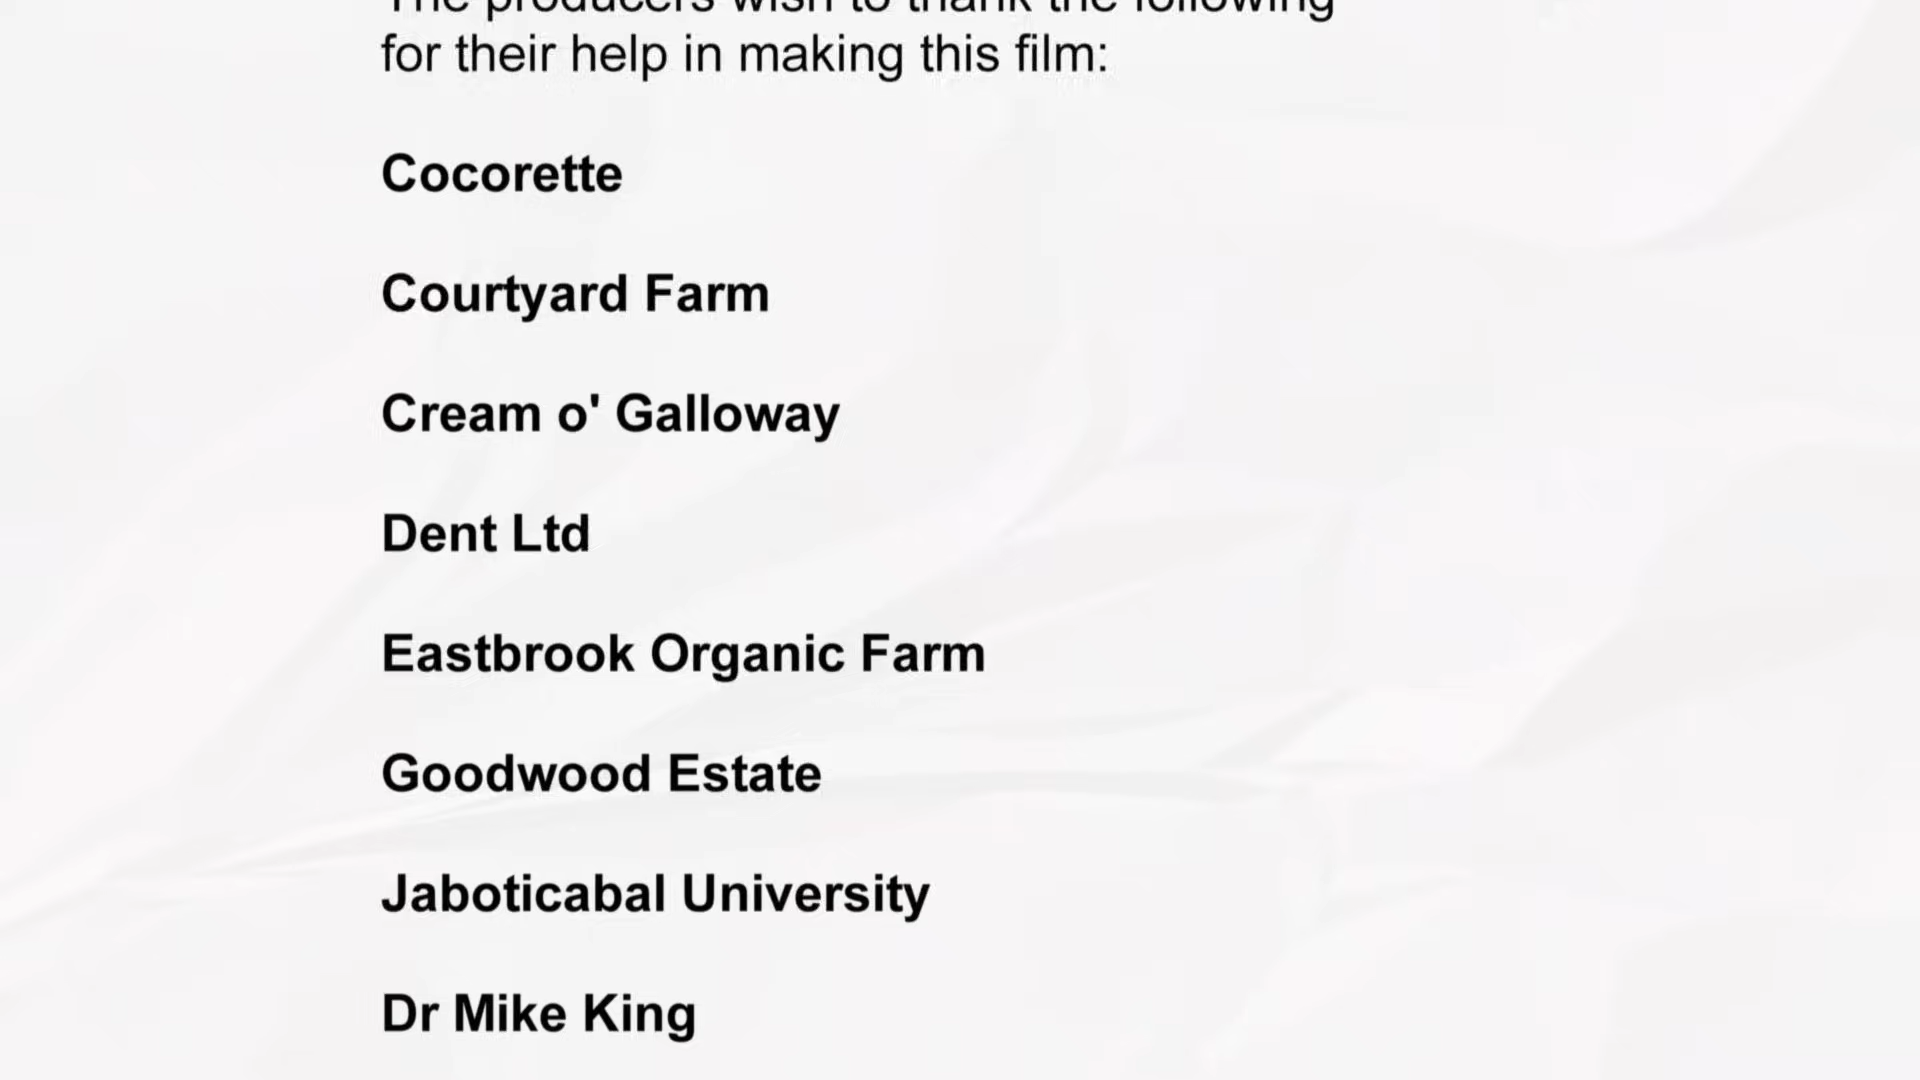 The producers wish to thank the following
for their help in making this film:
Cocorette
Courtyard Farm
Cream o' Galloway
Dent Ltd
Eastbrook Organic Farm
Goodwood Estate
Jaboticabal University
Dr Mike King